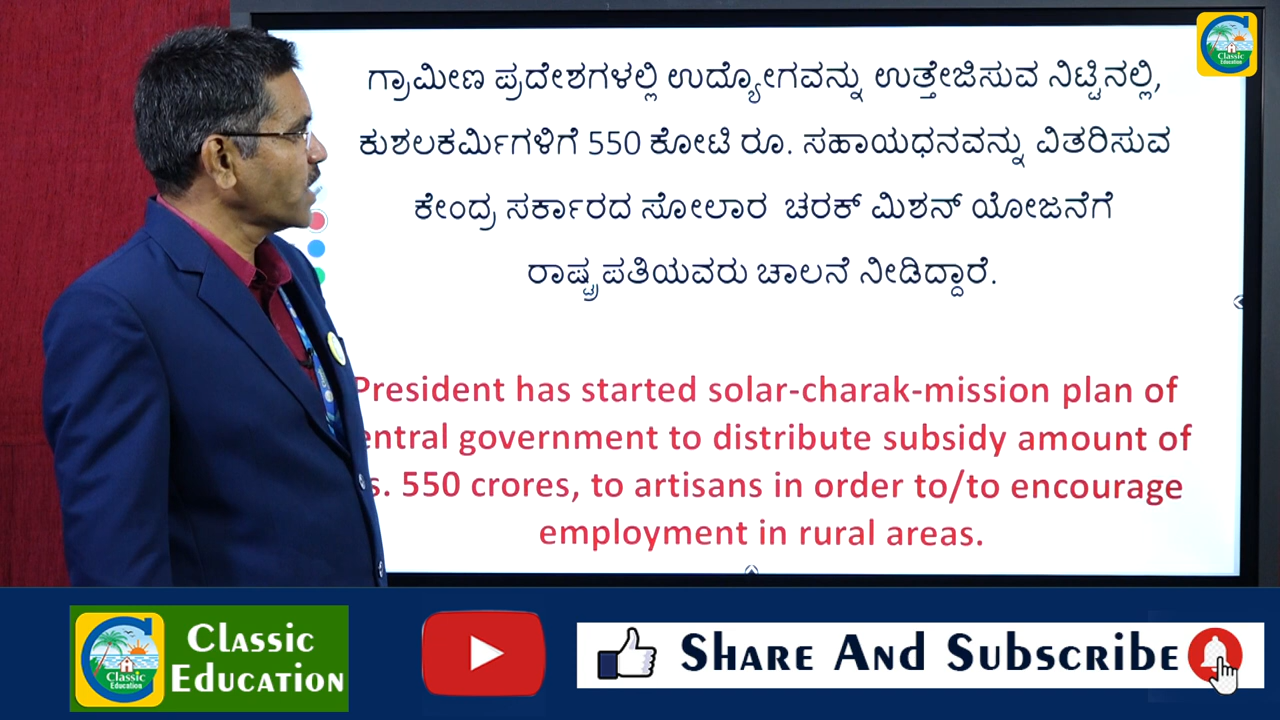 Classic
Education
ಗ್ರಾಮೀಣ ಪ್ರದೇಶಗಳಲ್ಲಿ ಉದ್ಯೋಗವನ್ನು ಉತ್ತೇಜಿಸುವ ನಿಟ್ಟಿನಲ್ಲಿ,
ಕುಶಲಕರ್ಮಿಗಳಿಗೆ 550 ಕೋಟಿ ರೂ. ಸಹಾಯಧನವನ್ನು ವಿತರಿಸುವ
ಕೇಂದ್ರ ಸರ್ಕಾರದ ಸೋಲಾರ ಚರಕ್ ಮಿಶನ್ ಯೋಜನೆಗೆ
ರಾಷ್ಟ್ರಪತಿಯವರು ಚಾಲನೆ ನೀಡಿದ್ದಾರೆ.
President has started solar-charak-mission plan of
entral government to distribute subsidy amount of
s. 550 crores, to artisans in order to/to encourage
employment in rural areas.
Classic
Education
Classic
Education
Share And Subscribe